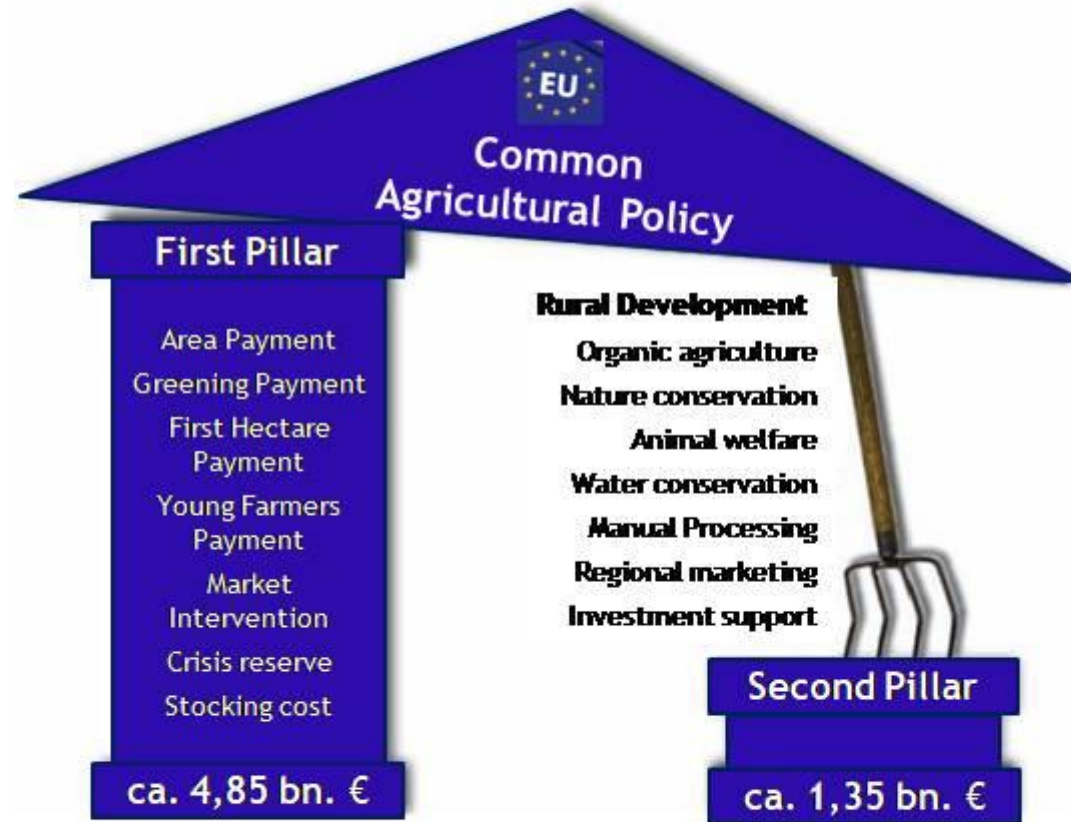 EU
Common
Agricultural Policy
First Pillar
Area Payment
Greening Payment
First Hectare
Payment
Young Farmers
Payment
Market
Intervention
Crisis reserve
Stocking cost
ca. 4,85 bn. €
Rural Development
Organic agriculture
Nature conservation
Animal welfare
Water conservation
Manual Processing
Regional marketing
Investment support
Second Pillar
ca. 1,35 bn. €